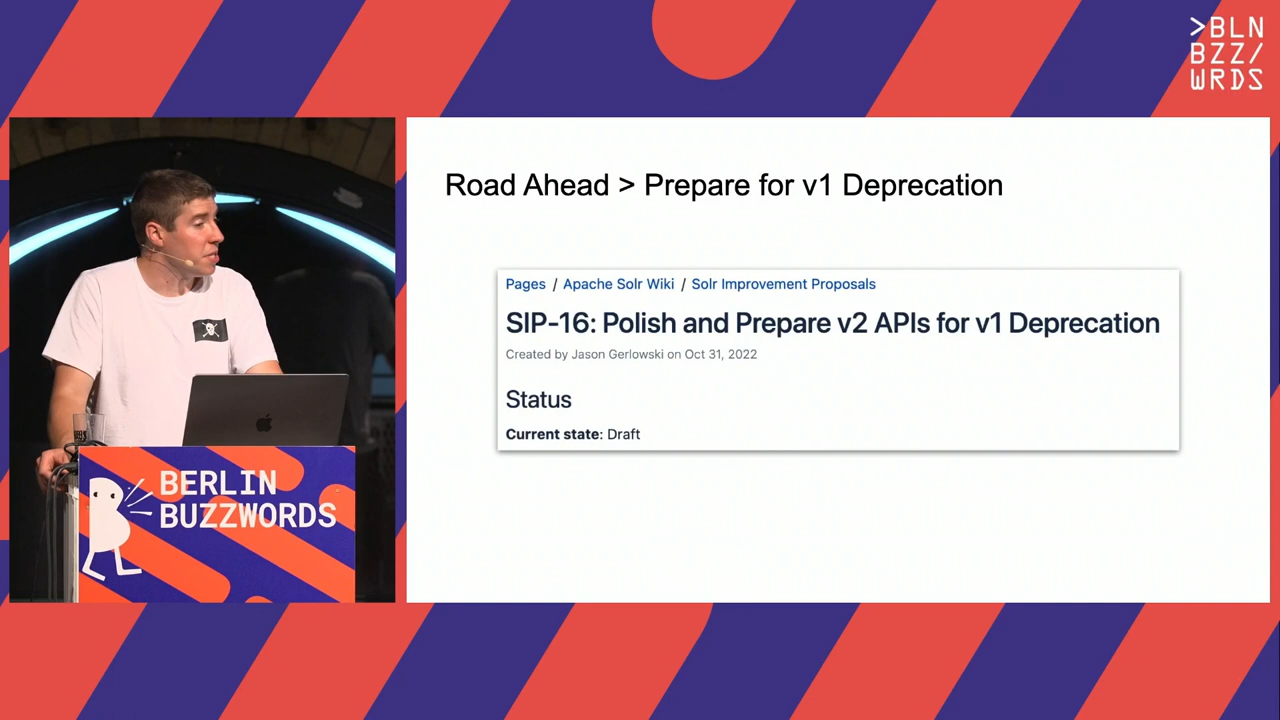 >BLN
BZZ/
WRDS
Road Ahead > Prepare for v1 Deprecation
Pages / Apache Solr Wiki / Solr Improvement Proposals
SIP-16: Polish and Prepare v2 APIs for v1 Deprecation
Created by Jason Gerlowski on Oct 31, 2022
Status
Current state: Draft
BERLIN
BUZZWORDS